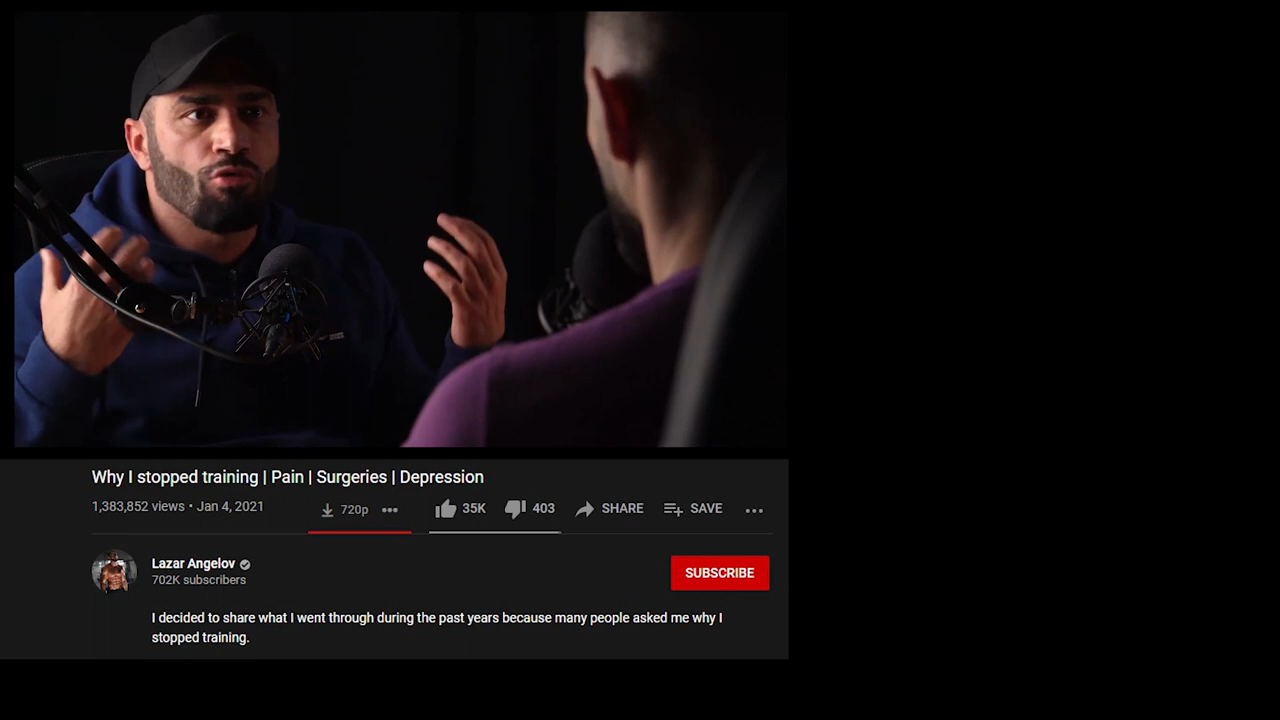 Why I stopped training | Pain | Surgeries | Depression
1,383,852 views • Jan 4, 2021 720p ••• 35K 403 SHARE SAVE ...
Lazar Angelov
702K subscribers
SUBSCRIBE
I decided to share what I went through during the past years because many people asked me why I
stopped training.